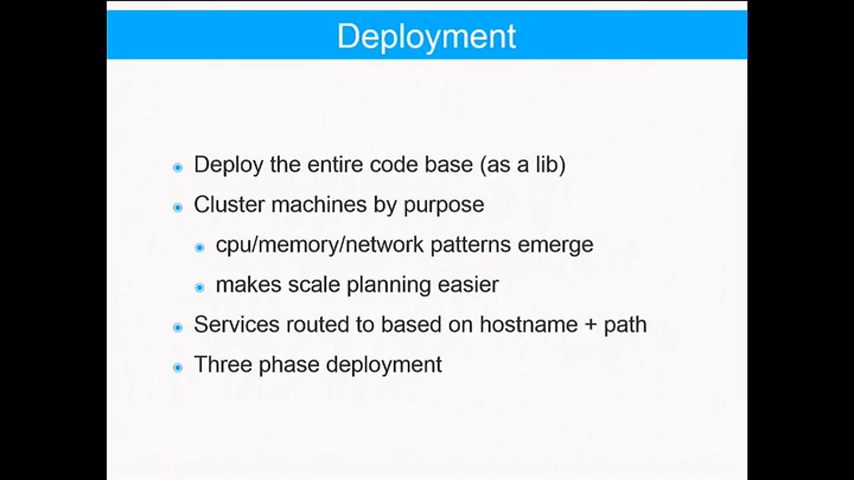 Deployment
Deploy the entire code base (as a lib)
Cluster machines by purpose
cpu/memory/network patterns emerge
makes scale planning easier
Services routed to based on hostname + path
Three phase deployment